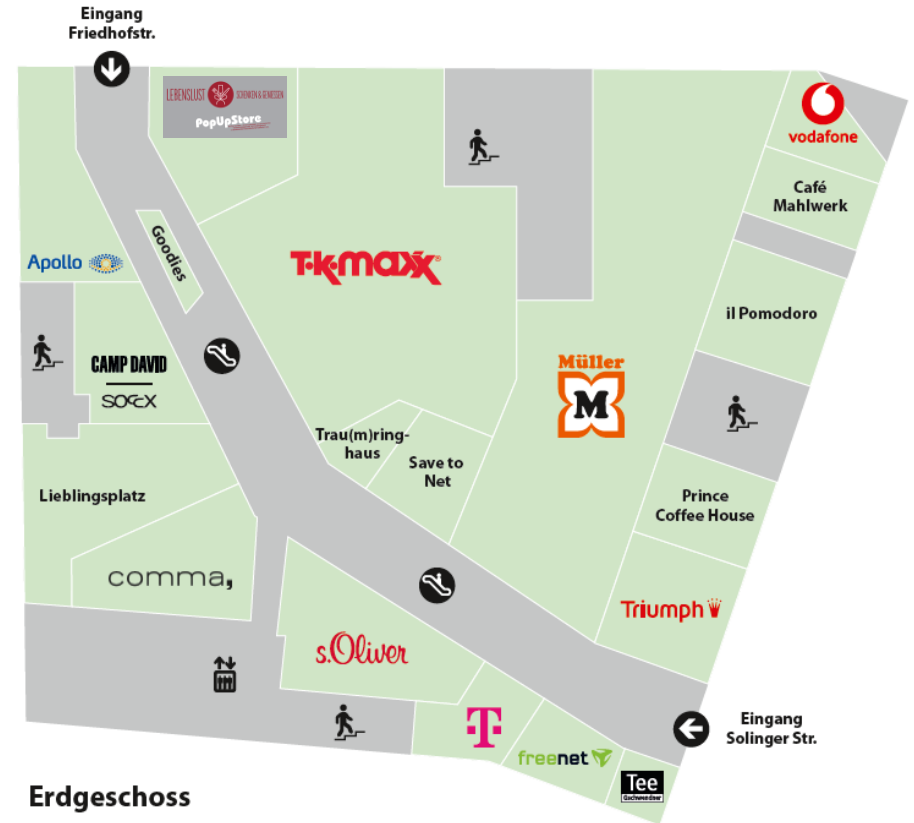 Eingang
Friedhofstr.
LEBENSLUST SCHENKEN & GENIESSEN
PopUpStore
vodafone
Café
Mahlwerk
Goodies
Apollo
T·K·maxx®
il Pomodoro
CAMP DAVID
SOCCX
Müller
M
Trau(m)ring-
haus
Save to
Net
Lieblingsplatz
Prince
Coffee House
comma,
Triumph
s.Oliver
T
Eingang
Solinger Str.
freenet
Tee
Gschwendner
Erdgeschoss